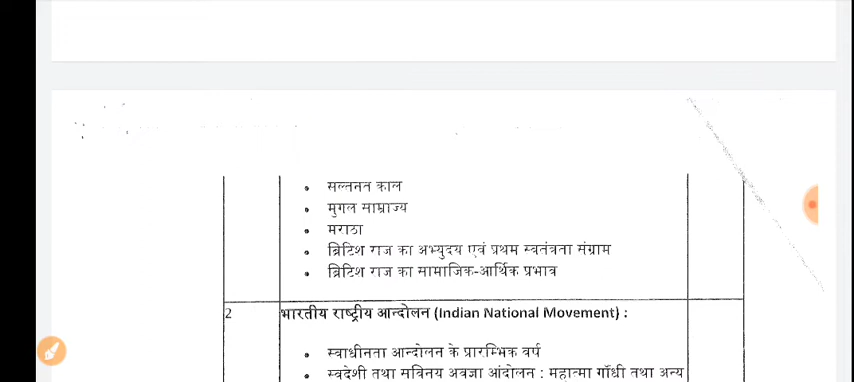 सल्तनत काल
मुगल साम्राज्य
मराठा
ब्रिटिश राज का अभ्युदय एवं प्रथम स्वतंत्रता संग्राम
ब्रिटिश राज का सामाजिक-आर्थिक प्रभाव
2 भारतीय राष्ट्रीय आन्दोलन (Indian National Movement) :
स्वाधीनता आन्दोलन के प्रारम्भिक वर्ष
स्वदेशी तथा सविनय अवज्ञा आंदोलन : महात्मा गाँधी तथा अन्य